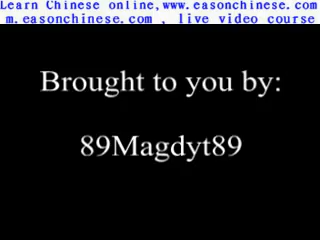 Learn Chinese online,www.easonchinese.com
m.easonchinese.com , live video course
Brought to you by:
89Magdyt89